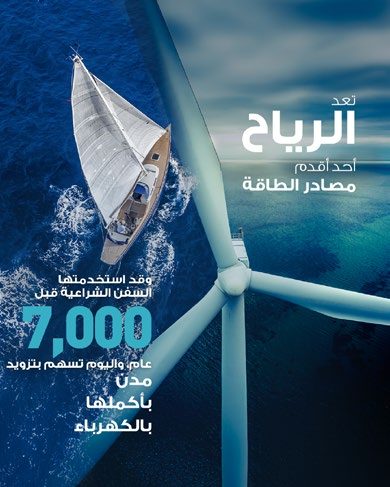 تعد
الرياح
أحد أقدم
مصادر الطاقة
وقد استخدمتها
السفن الشراعية قبل
7,000
عام، واليوم تسهم بتزويد
مدن
بأكملها
بالكهرباء